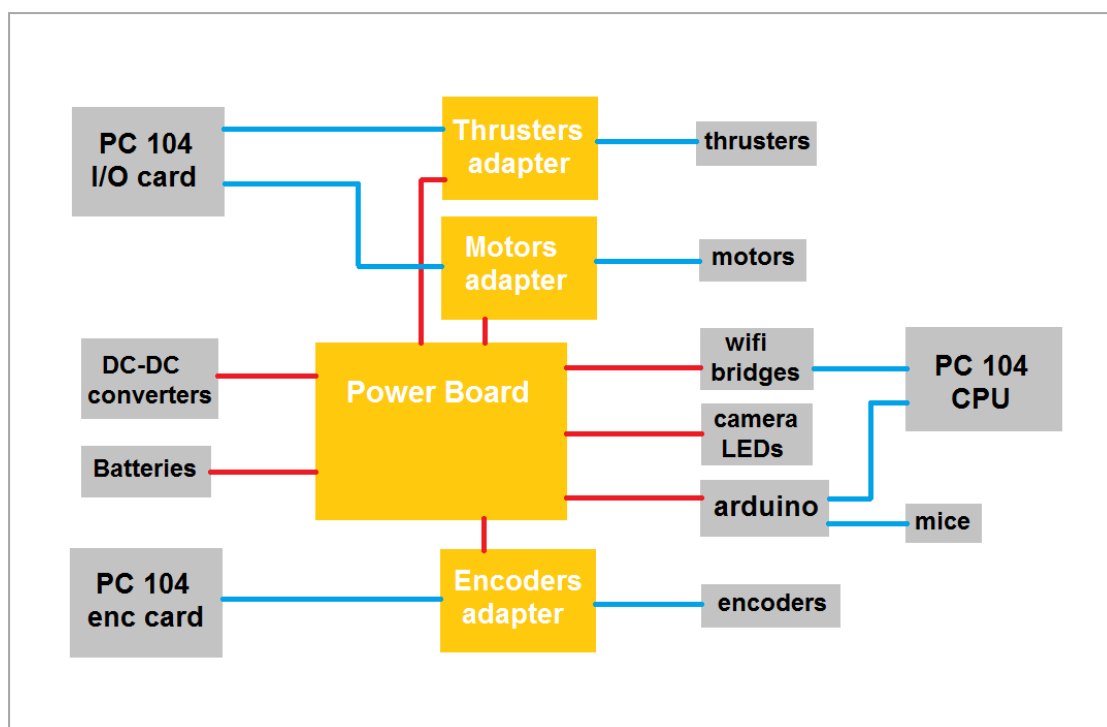 PC 104
I/O card
Thrusters
adapter
thrusters
Motors
adapter
motors
DC-DC
converters
Power Board
wifi
bridges
PC 104
CPU
camera
LEDs
Batteries
arduino
mice
PC 104
enc card
Encoders
adapter
encoders